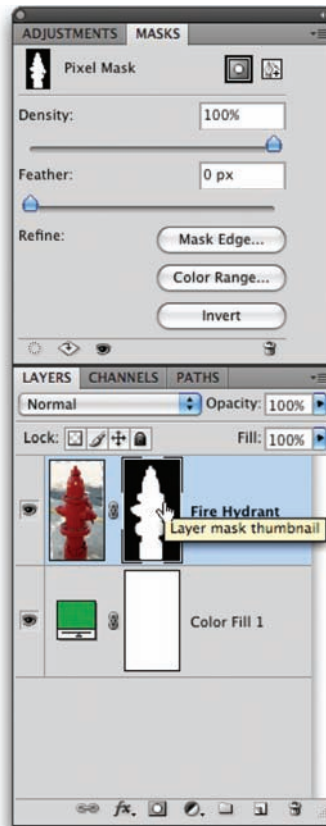 ADJUSTMENTS MASKS
Pixel Mask
Density: 100%
Feather: 0 px
Refine: Mask Edge...
Color Range...
Invert
LAYERS CHANNELS PATHS
Normal Opacity: 100%
Lock: Fill: 100%
Fire Hydrant
Layer mask thumbnail
Color Fill 1
fx.